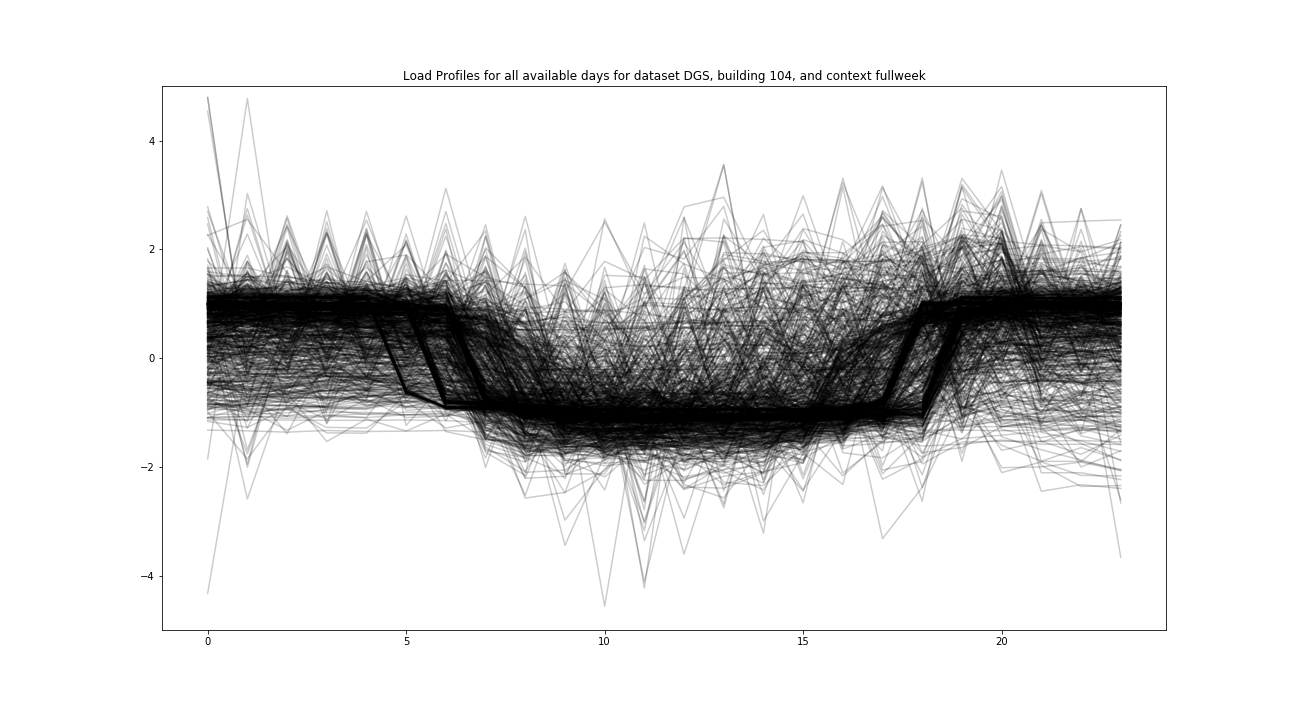 Load Profiles for all available days for dataset DGS, building 104, and context fullweek
4
2
0
−2
−4
0 5 10 15 20